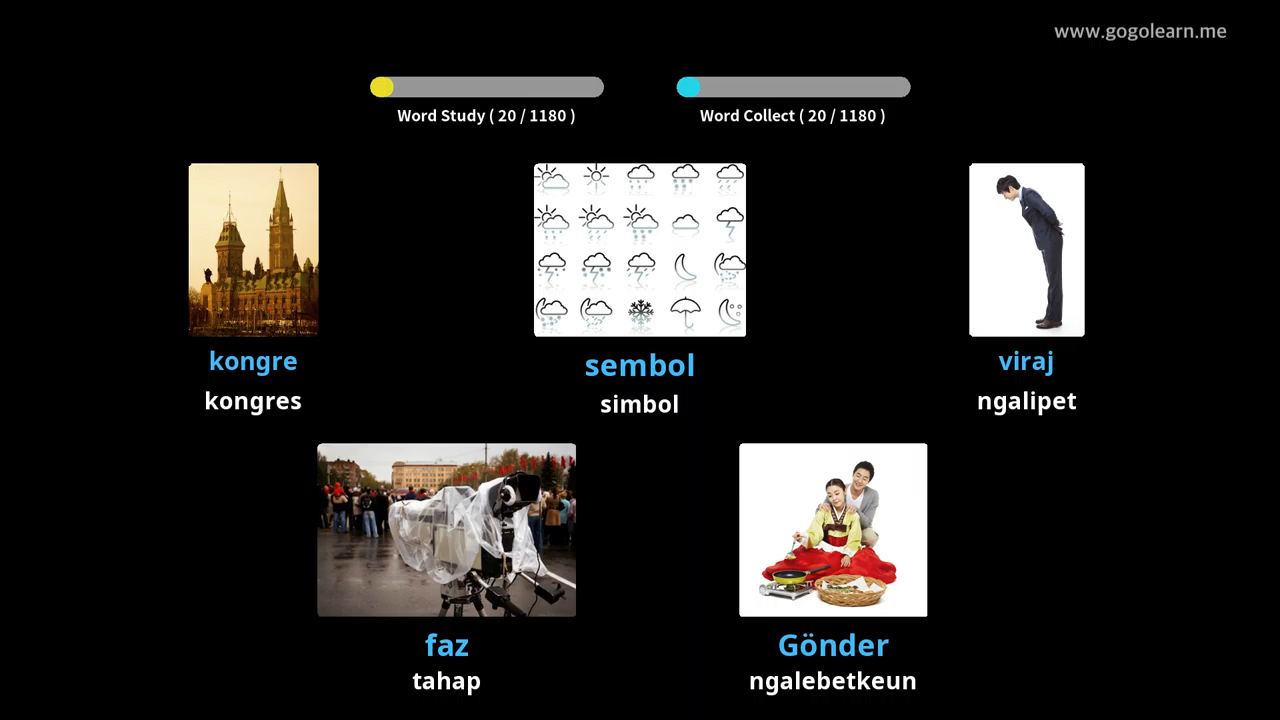 www.gogolearn.me
Word Study ( 20 / 1180 )
Word Collect ( 20 / 1180 )
kongre
kongres
sembol
simbol
viraj
ngalipet
faz
tahap
Gönder
ngalebetkeun